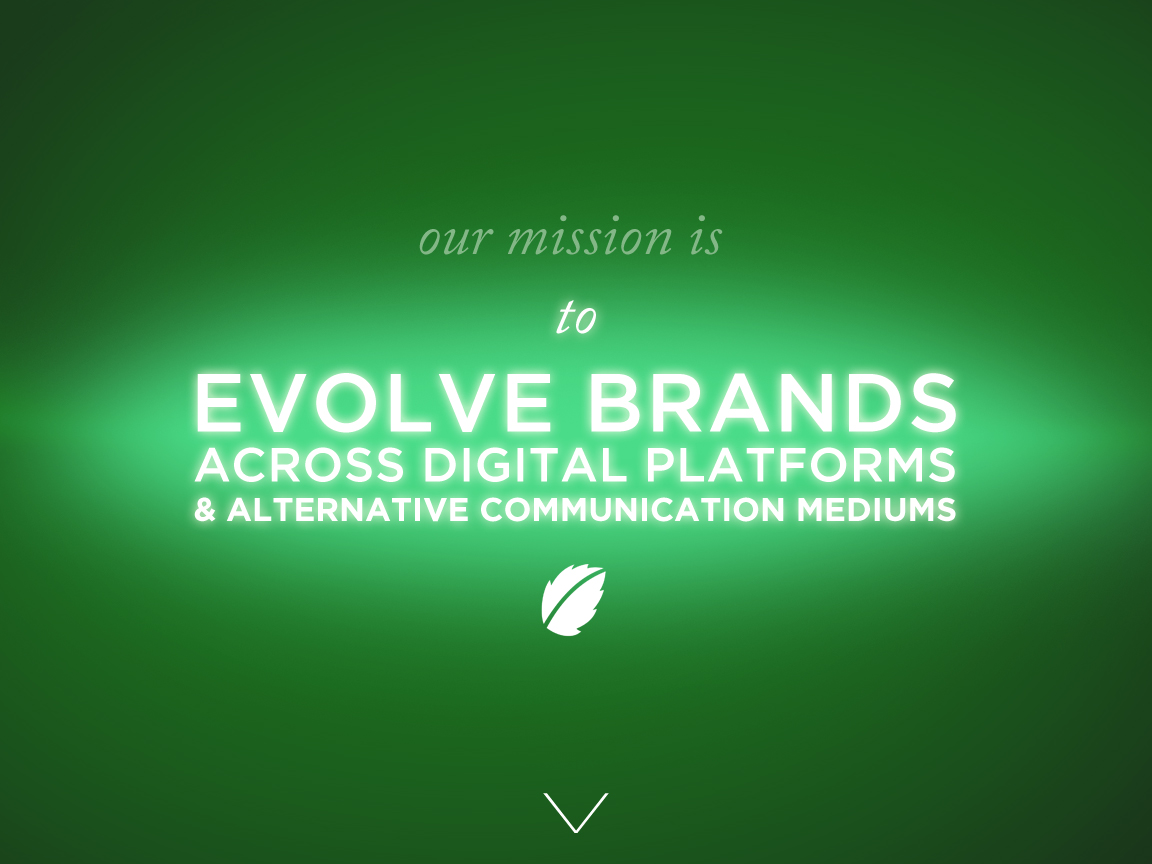 our mission is
to
EVOLVE BRANDS
ACROSS DIGITAL PLATFORMS
& ALTERNATIVE COMMUNICATION MEDIUMS